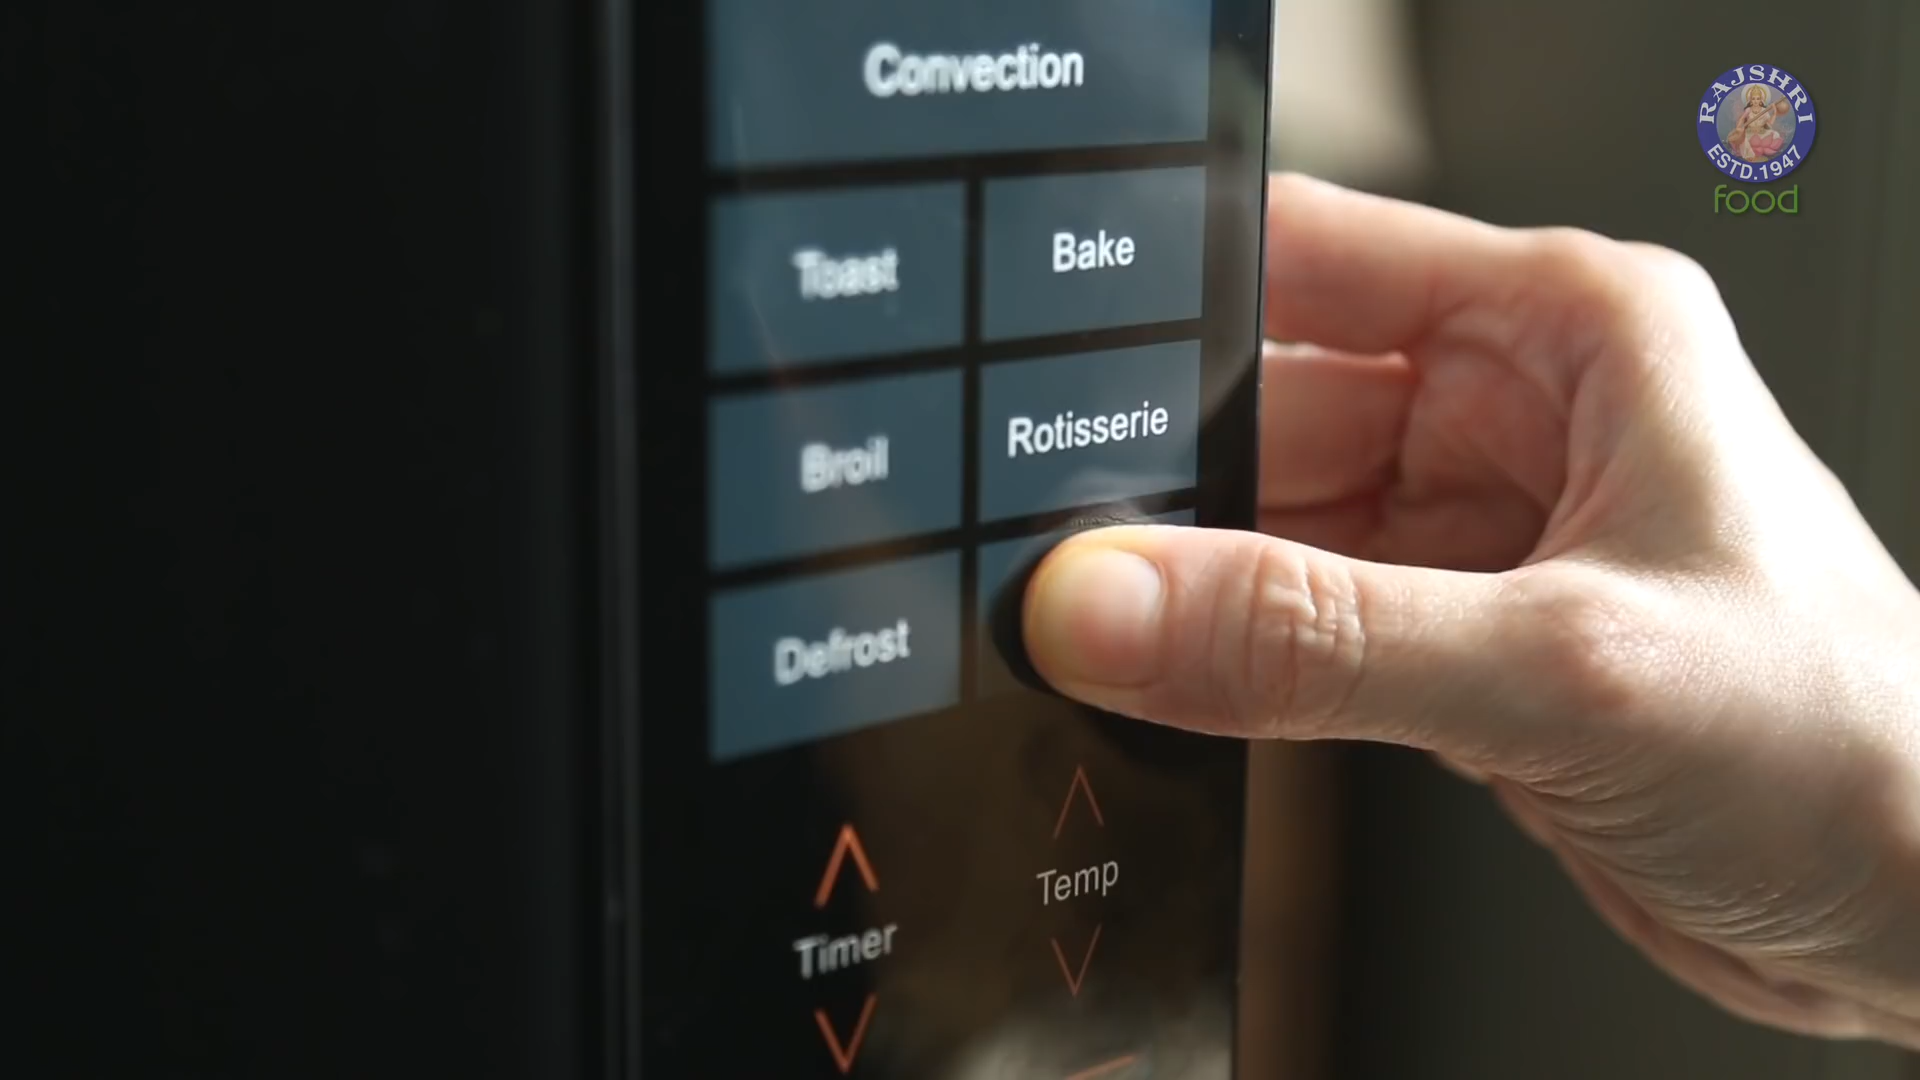 Convection
Toast
Bake
Broil
Rotisserie
Defrost
Temp
Timer
RAJSHRI
ESTD.1947
food